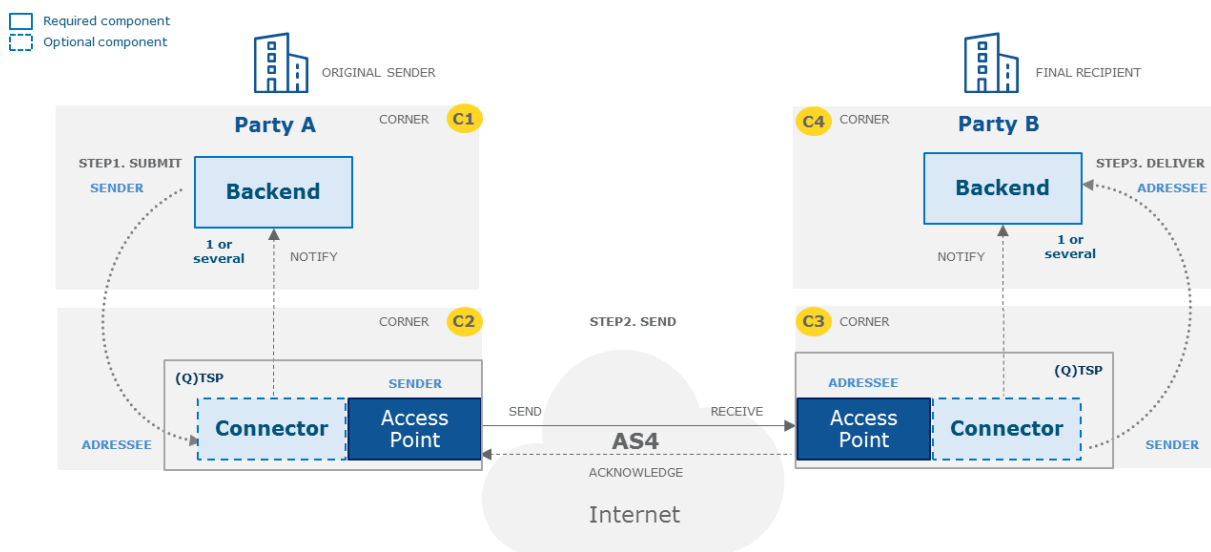 Required component
Optional component
ORIGINAL SENDER
FINAL RECIPIENT
Party A
CORNER C1
C4 CORNER
Party B
STEP1. SUBMIT
SENDER
Backend
1 or
several
NOTIFY
Backend
STEP3. DELIVER
ADRESSEE
1 or
several
NOTIFY
CORNER C2
STEP2. SEND
C3 CORNER
(Q)TSP
SENDER
ADRESSEE
Connector
Access
Point
SEND
RECEIVE
AS4
ACKNOWLEDGE
Internet
ADRESSEE
(Q)TSP
Access
Point
Connector
SENDER